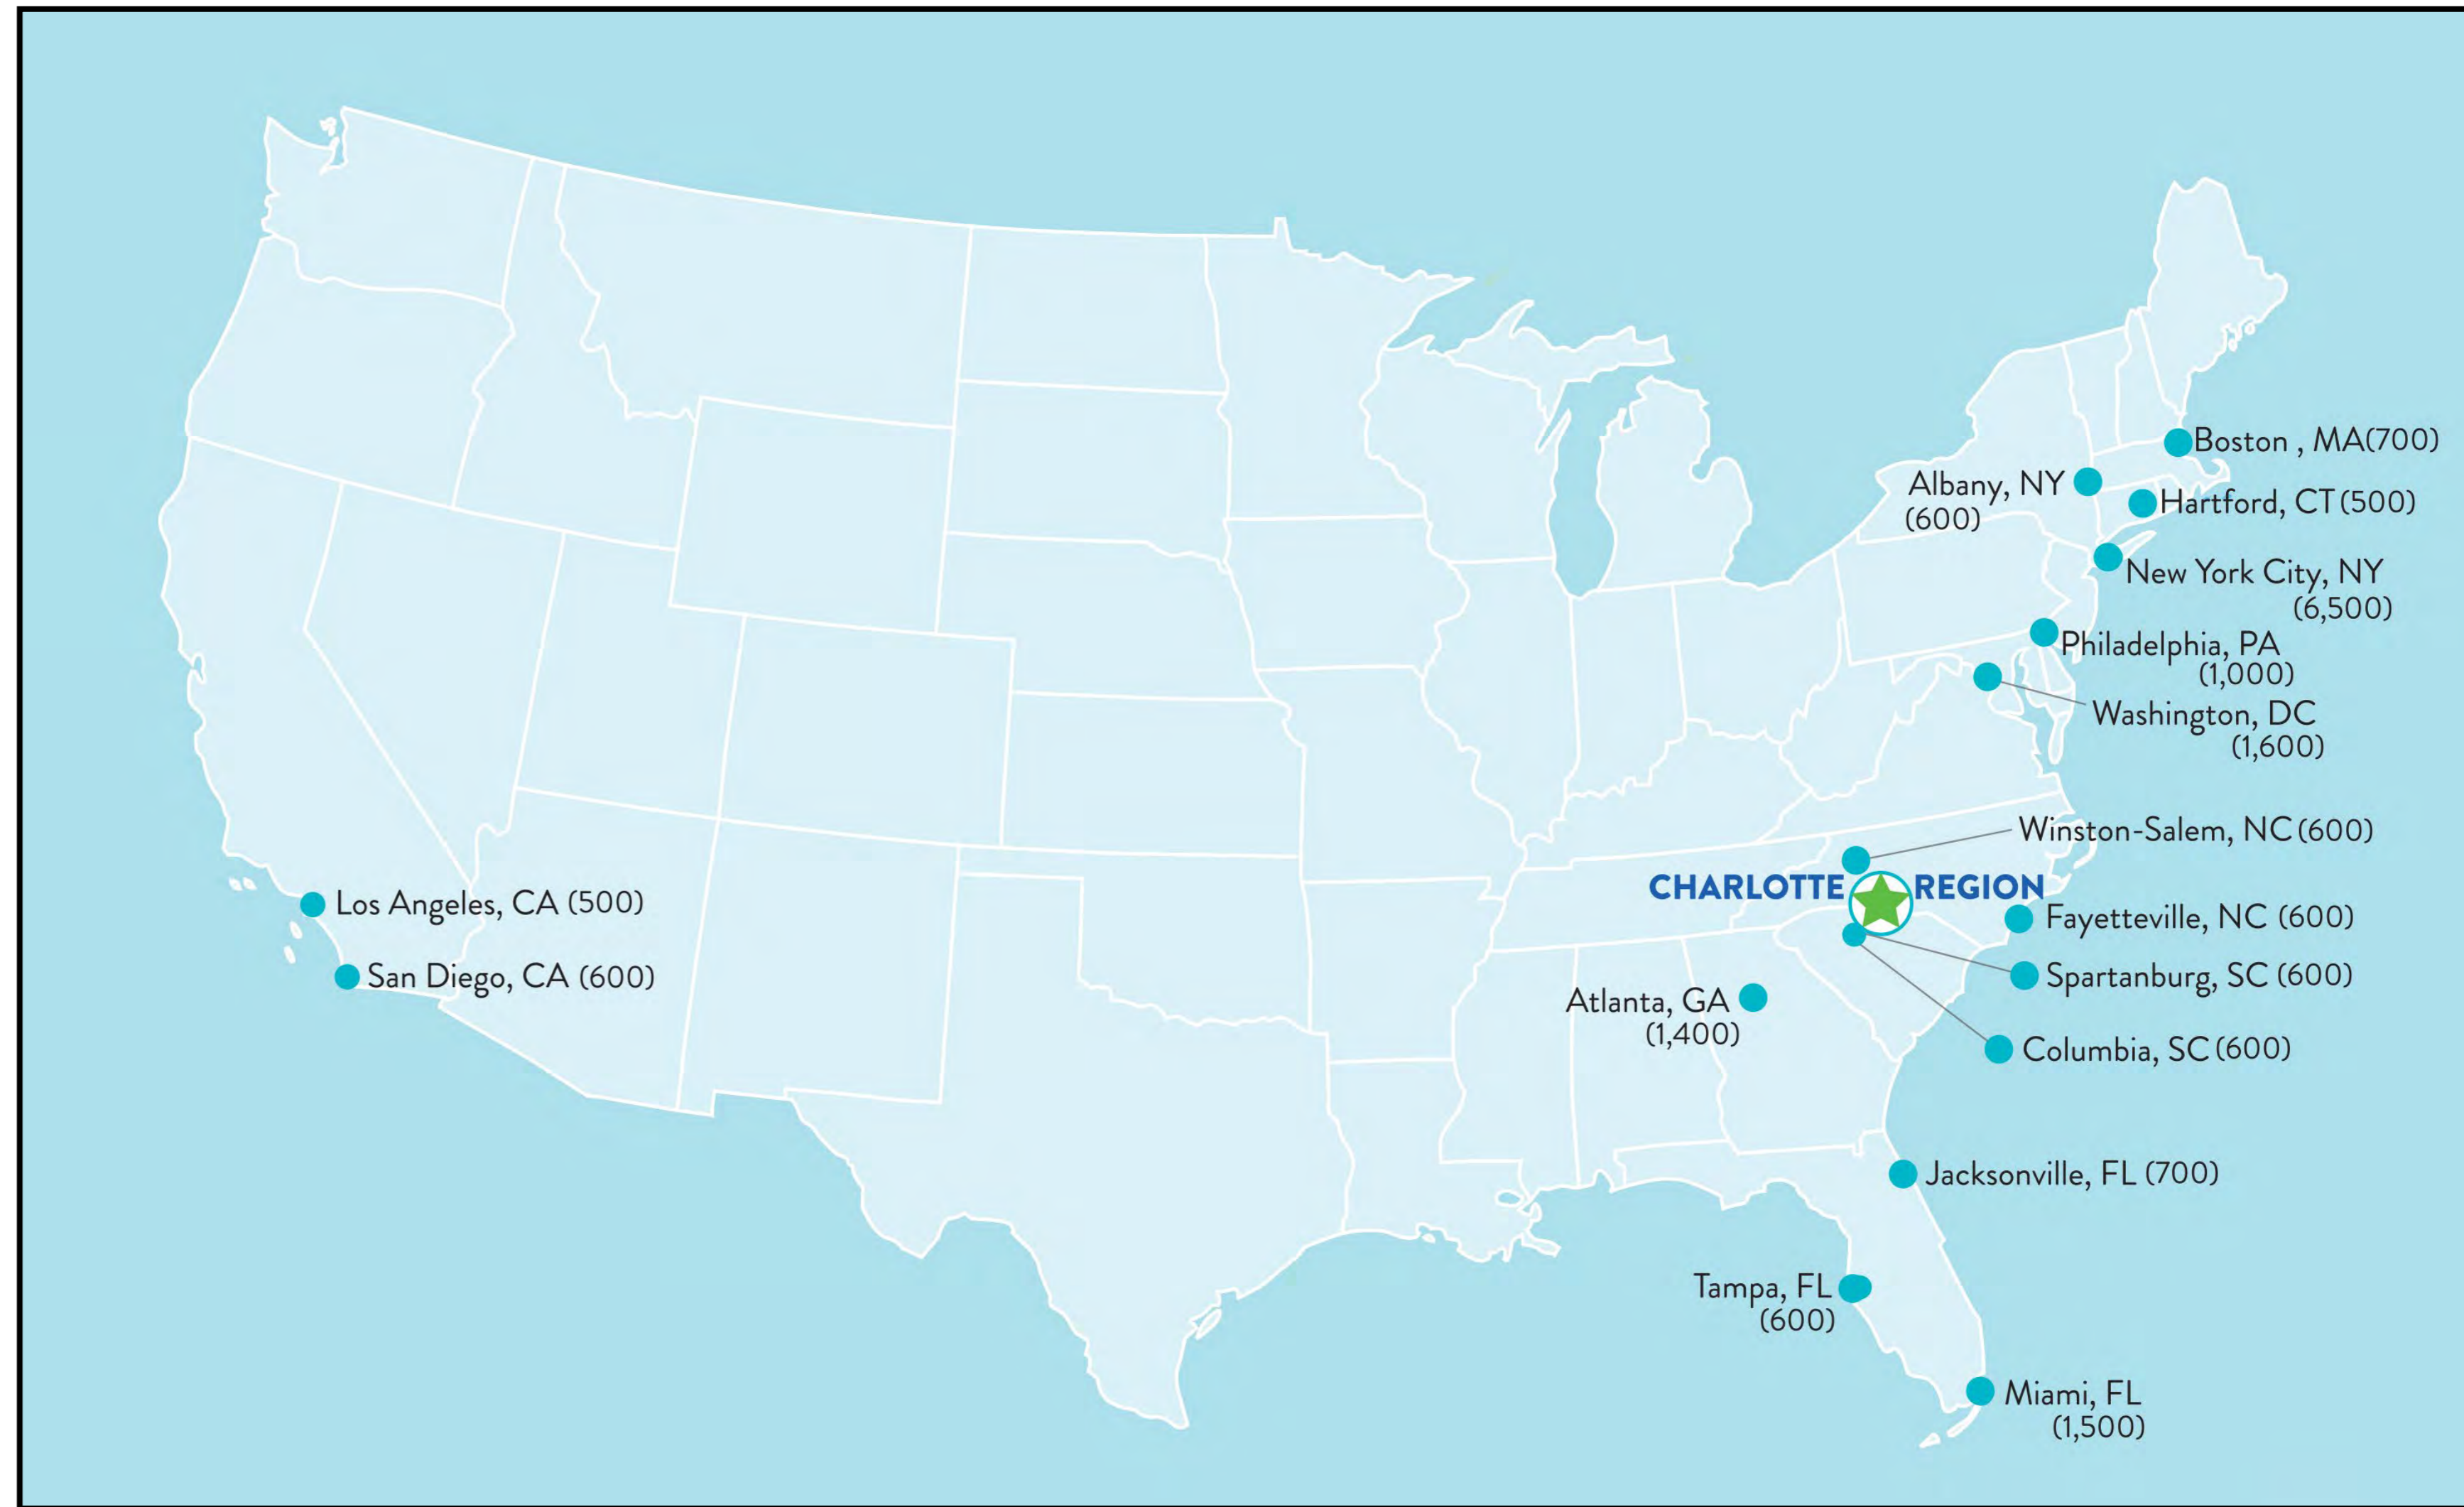 Boston , MA(700)
Albany, NY
(600)
Hartford, CT (500)
New York City, NY
(6,500)
Philadelphia, PA
(1,000)
Washington, DC
(1,600)
Winston-Salem, NC (600)
CHARLOTTE REGION
Los Angeles, CA (500)
Fayetteville, NC (600)
San Diego, CA (600)
Spartanburg, SC (600)
Atlanta, GA
(1,400)
Columbia, SC (600)
Jacksonville, FL (700)
Tampa, FL
(600)
Miami, FL
(1,500)